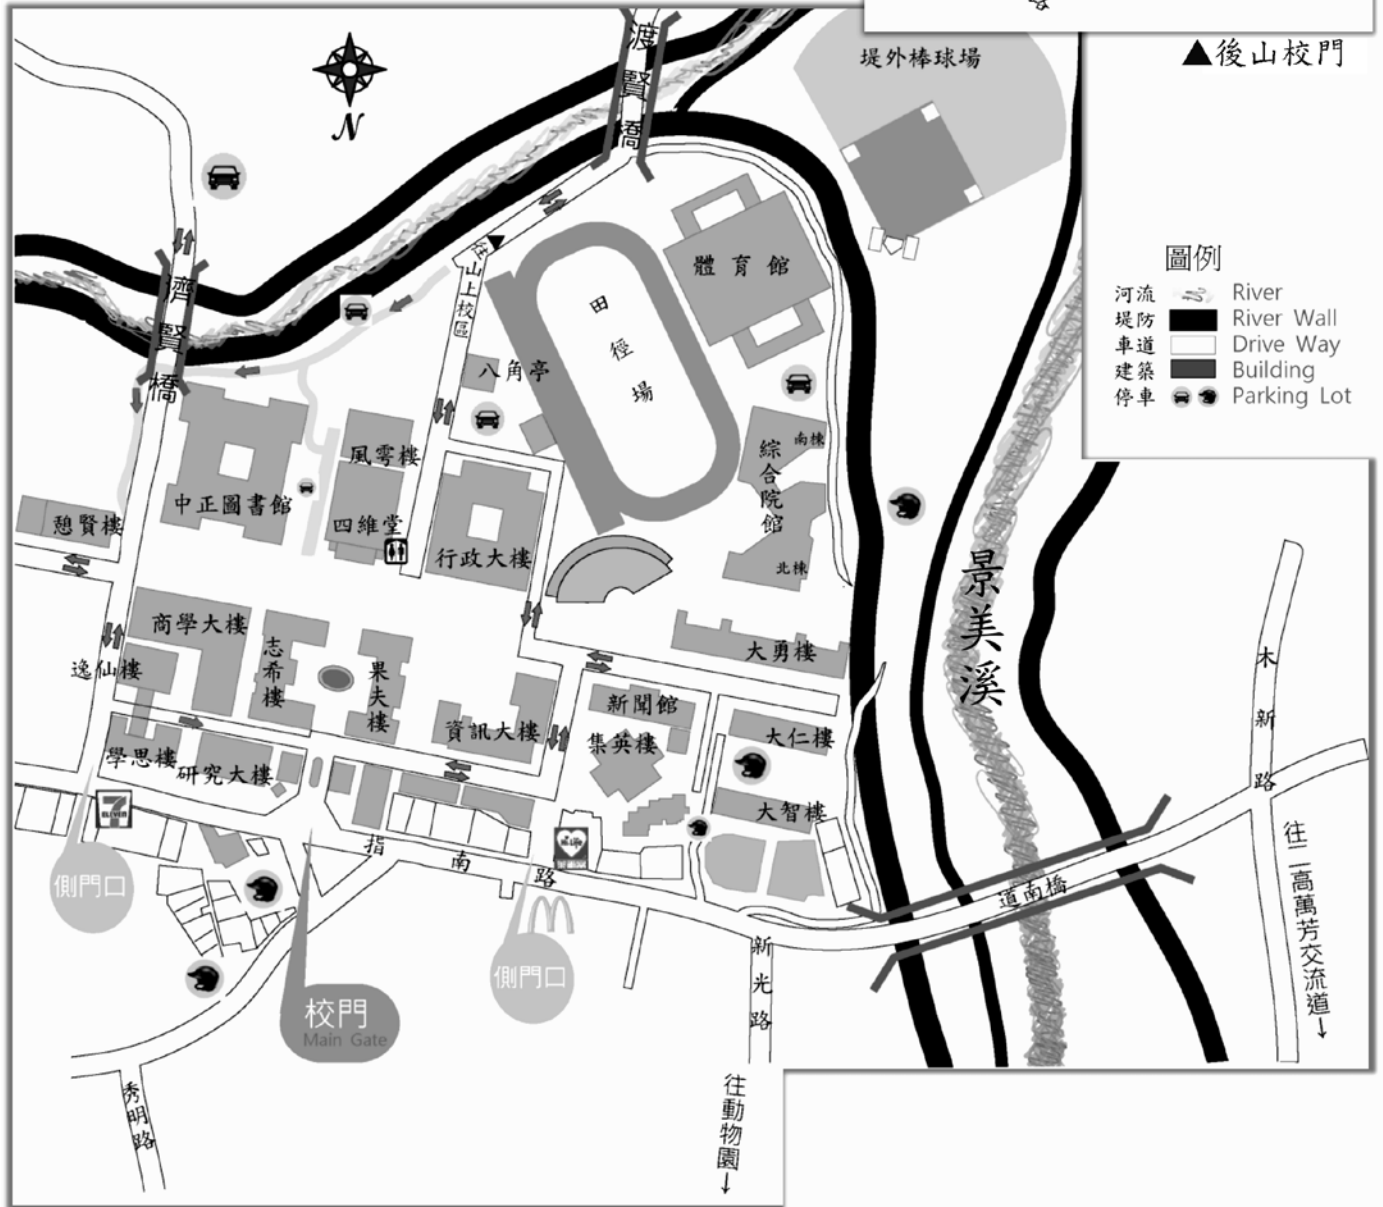 渡賢橋
堤外棒球場
▲後山校門
N
濟賢橋
往山上校區
體育館
田徑場
圖例
河流 River
堤防 River Wall
車道 Drive Way
建築 Building
停車 Parking Lot
八角亭
風雩樓
中正圖書館
四維堂
行政大樓
綜合院館
南棟
北棟
憩賢樓
景美溪
商學大樓
志希樓
果夫樓
逸仙樓
大勇樓
新聞館
資訊大樓
集英樓
大仁樓
學思樓
研究大樓
大智樓
木新路
7
ELEVEN
Hi-Life
指南路
側門口
側門口
道南橋
往二高萬芳交流道↓
校門
Main Gate
新光路
秀明路
往動物園↓